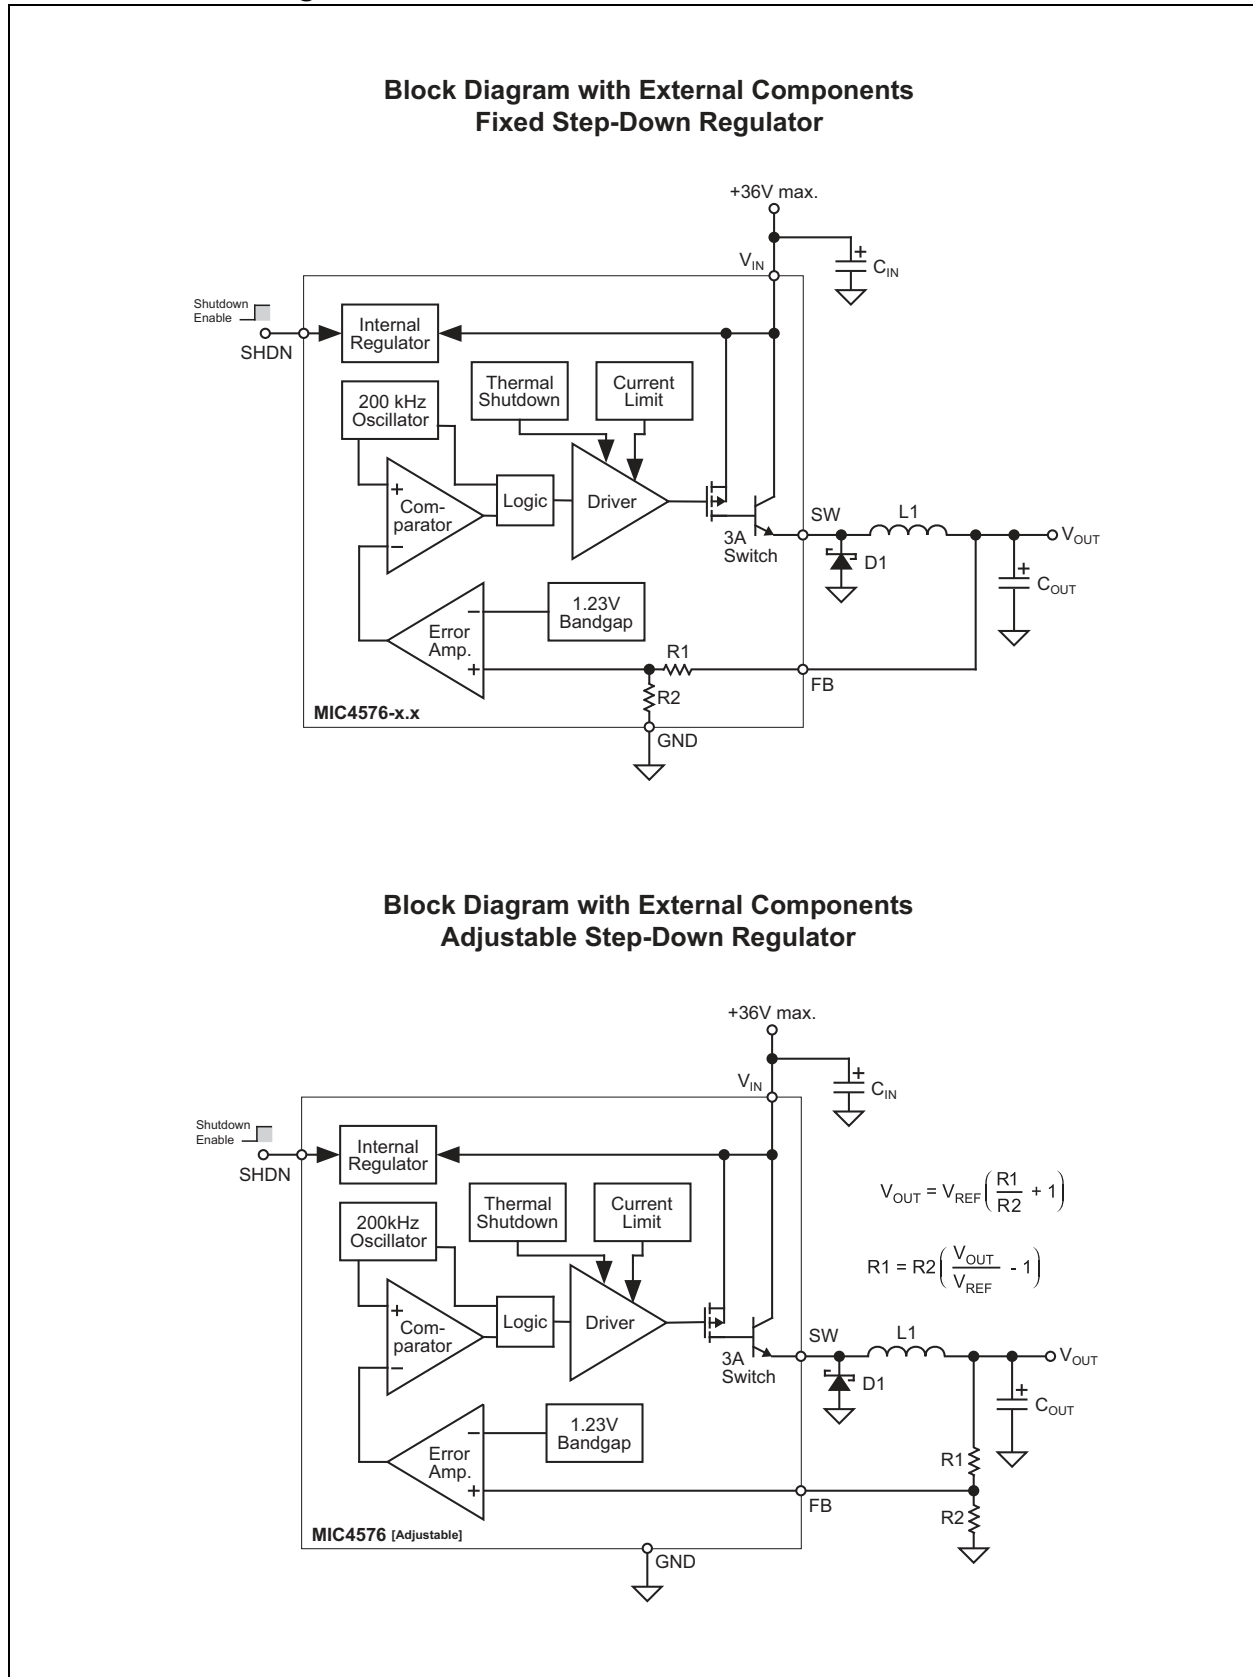 Block Diagram with External Components
Fixed Step-Down Regulator
+36V max.
VIN
CIN
Shutdown
Enable
SHDN
Internal
Regulator
200 kHz
Oscillator
Thermal
Shutdown
Current
Limit
+
Com-
parator
−
Logic
Driver
3A
Switch
SW
L1
VOUT
D1
+
COUT
1.23V
Bandgap
−
Error
Amp.
+
R1
R2
FB
MIC4576-x.x
GND
Block Diagram with External Components
Adjustable Step-Down Regulator
+36V max.
VIN
+
CIN
Shutdown
Enable
SHDN
Internal
Regulator
200kHz
Oscillator
Thermal
Shutdown
Current
Limit
VOUT = VREF(R1/R2 + 1)
R1 = R2(VOUT/VREF - 1)
+
Com-
parator
−
Logic
Driver
3A
Switch
SW
L1
VOUT
D1
+
COUT
1.23V
Bandgap
−
Error
Amp.
+
R1
FB
R2
MIC4576 [Adjustable]
GND